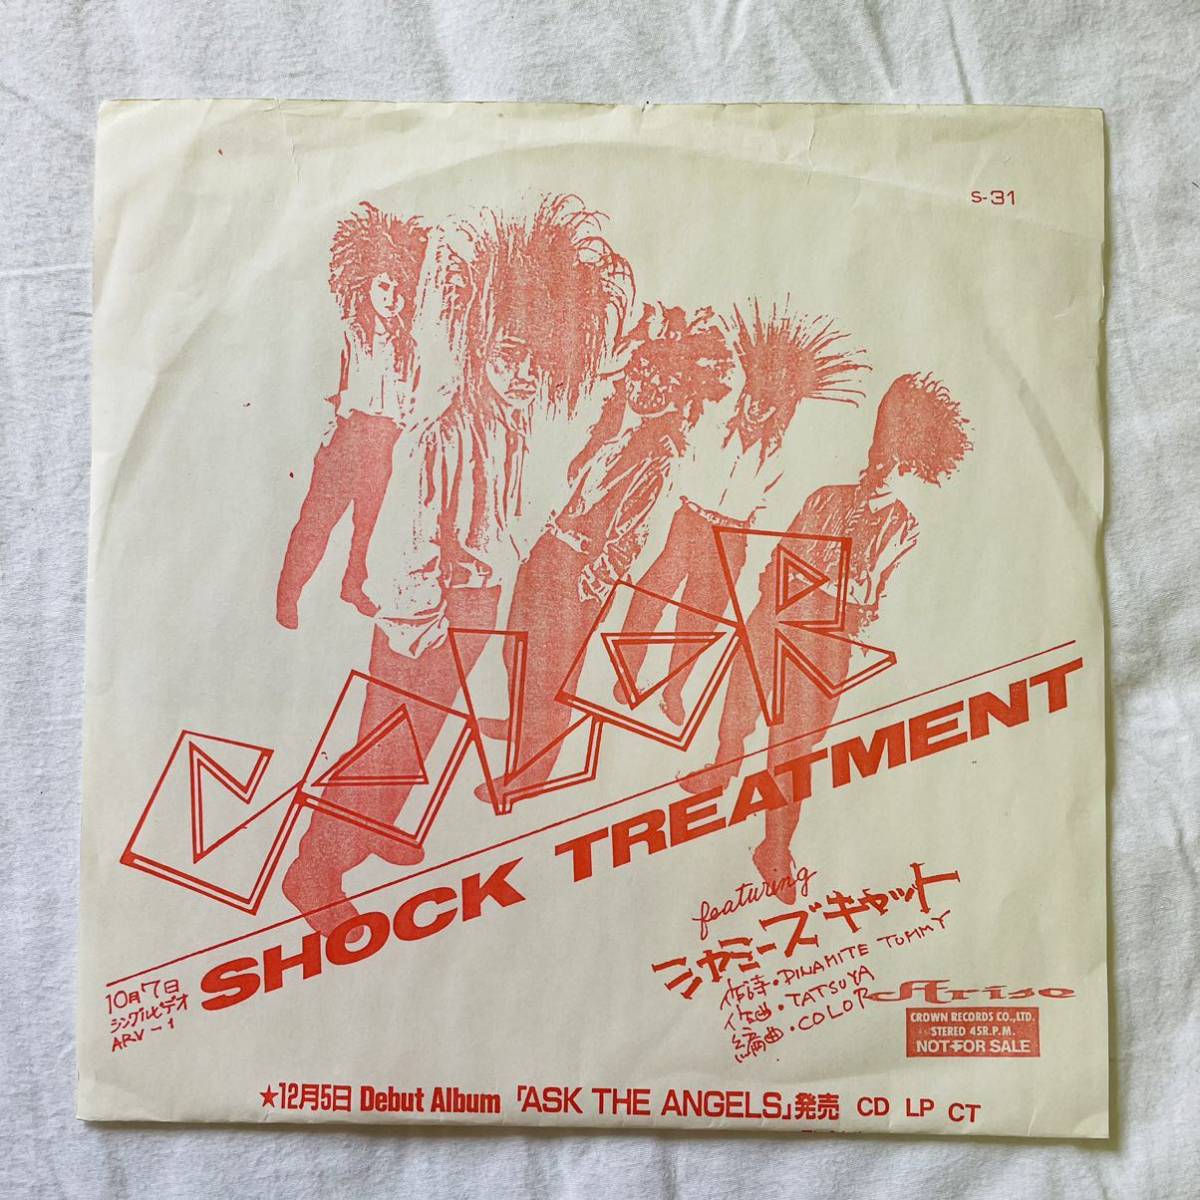 S-31
COLOR
SHOCK TREATMENT
featuring
シャミーズキャット
作詩・DINAMITE TOMMY
作曲・TATSUYA
編曲・COLOR
10月7日
シングルビデオ
ARV-1
Arise
CROWN RECORDS CO.,LTD.
STEREO 45R.P.M.
NOT FOR SALE
★12月5日 Debut Album 「ASK THE ANGELS」発売 CD LP CT